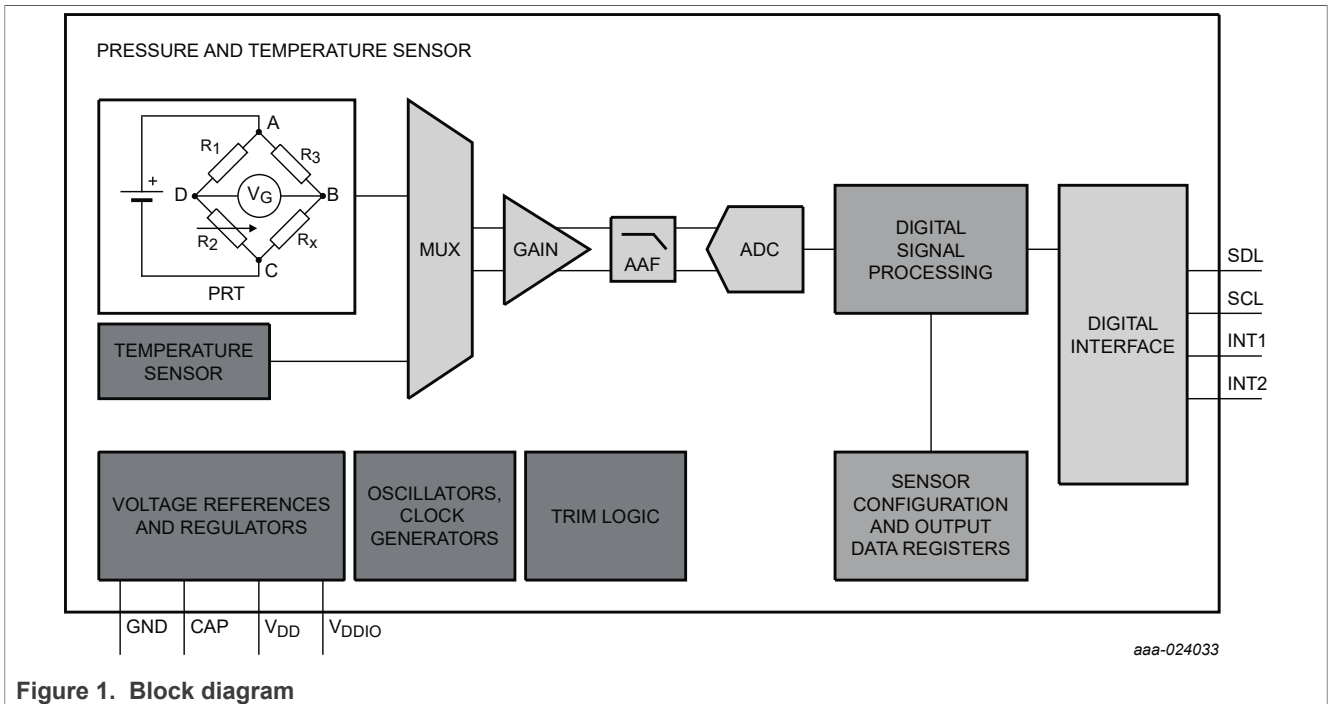 PRESSURE AND TEMPERATURE SENSOR
A
R1
R3
+
D
VG
B
R2
Rx
C
PRT
TEMPERATURE
SENSOR
MUX
GAIN
AAF
ADC
DIGITAL
SIGNAL
PROCESSING
DIGITAL
INTERFACE
SDL
SCL
INT1
INT2
VOLTAGE REFERENCES
AND REGULATORS
OSCILLATORS,
CLOCK
GENERATORS
TRIM LOGIC
SENSOR
CONFIGURATION
AND OUTPUT
DATA REGISTERS
GND
CAP
VDD
VDDIO
aaa-024033
Figure 1. Block diagram